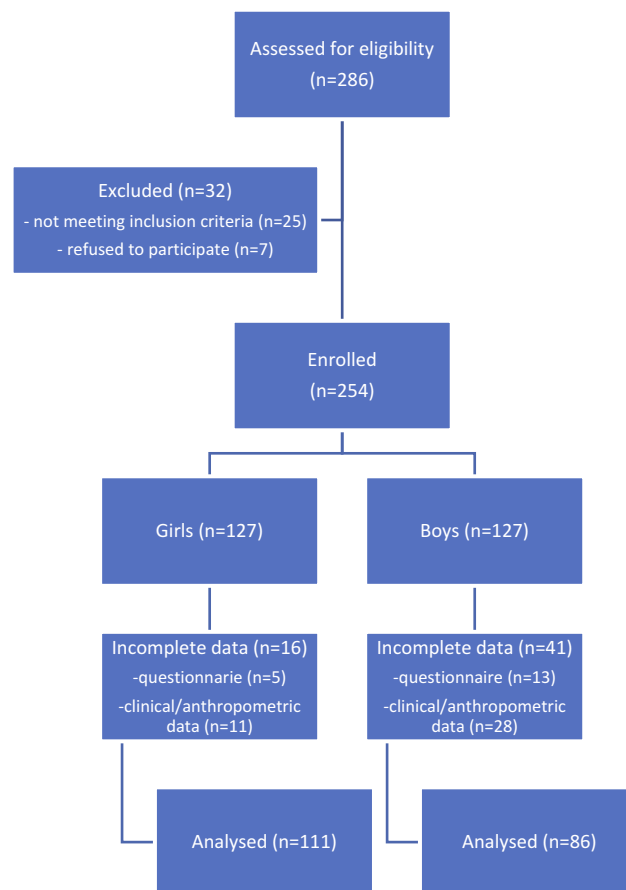 Assessed for eligibility
(n=286)
Excluded (n=32)
- not meeting inclusion criteria (n=25)
- refused to participate (n=7)
Enrolled
(n=254)
Girls (n=127)
Boys (n=127)
Incomplete data (n=16)
-questionnarie (n=5)
-clinical/anthropometric
data (n=11)
Incomplete data (n=41)
-questionnaire (n=13)
-clinical/anthropometric
data (n=28)
Analysed (n=111)
Analysed (n=86)